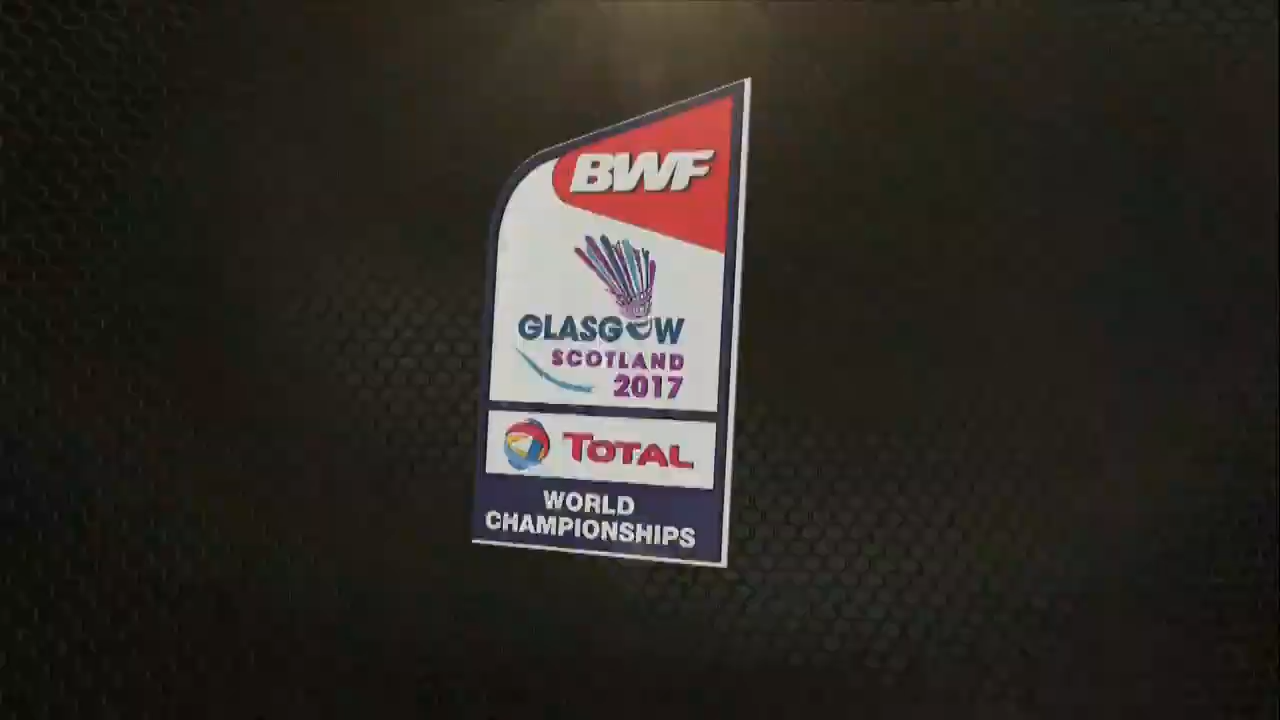 BWF
GLASGOW
SCOTLAND
2017
TOTAL
WORLD
CHAMPIONSHIPS